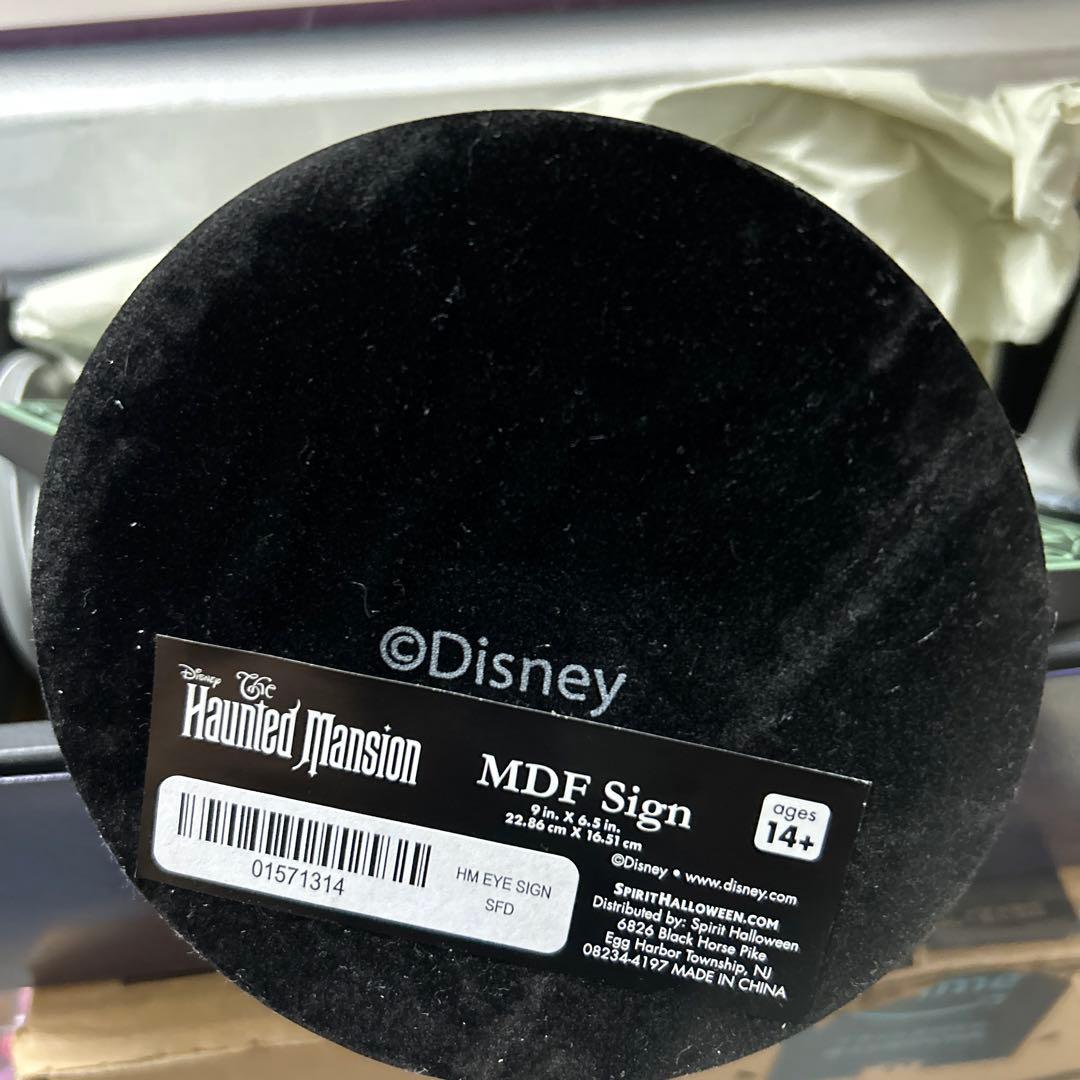 ©Disney
Disney The
Haunted Mansion
MDF Sign
9 in. X 6.5 in.
22.86 cm X 16.51 cm
ages
14+
01571314
HM EYE SIGN
SFD
©Disney • www.disney.com
SPIRITHALLOWEEN.COM
Distributed by: Spirit Halloween
6826 Black Horse Pike
Egg Harbor Township, NJ
08234-4197 MADE IN CHINA